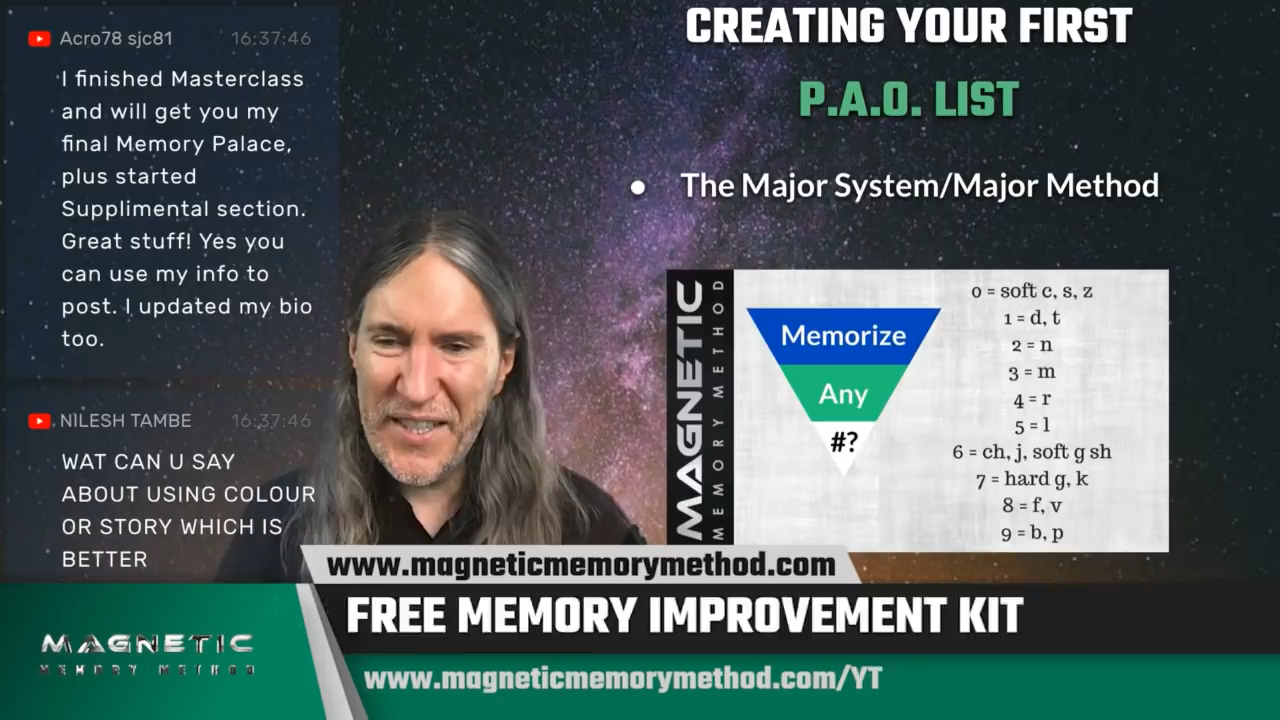 Acro78 sjc81 16:37:46
I finished Masterclass
and will get you my
final Memory Palace,
plus started
Supplimental section.
Great stuff! Yes you
can use my info to
post. I updated my bio
too.
NILESH TAMBE 16:37:46
WAT CAN U SAY
ABOUT USING COLOUR
OR STORY WHICH IS
BETTER
CREATING YOUR FIRST
P.A.O. LIST
• The Major System/Major Method
MAGNETIC
MEMORY METHOD
Memorize
Any
#?
0 = soft c, s, z
1 = d, t
2 = n
3 = m
4 = r
5 = l
6 = ch, j, soft g sh
7 = hard g, k
8 = f, v
9 = b, p
www.magneticmemorymethod.com
FREE MEMORY IMPROVEMENT KIT
www.magneticmemorymethod.com/YT
MAGNETIC
MEMORY METHOD